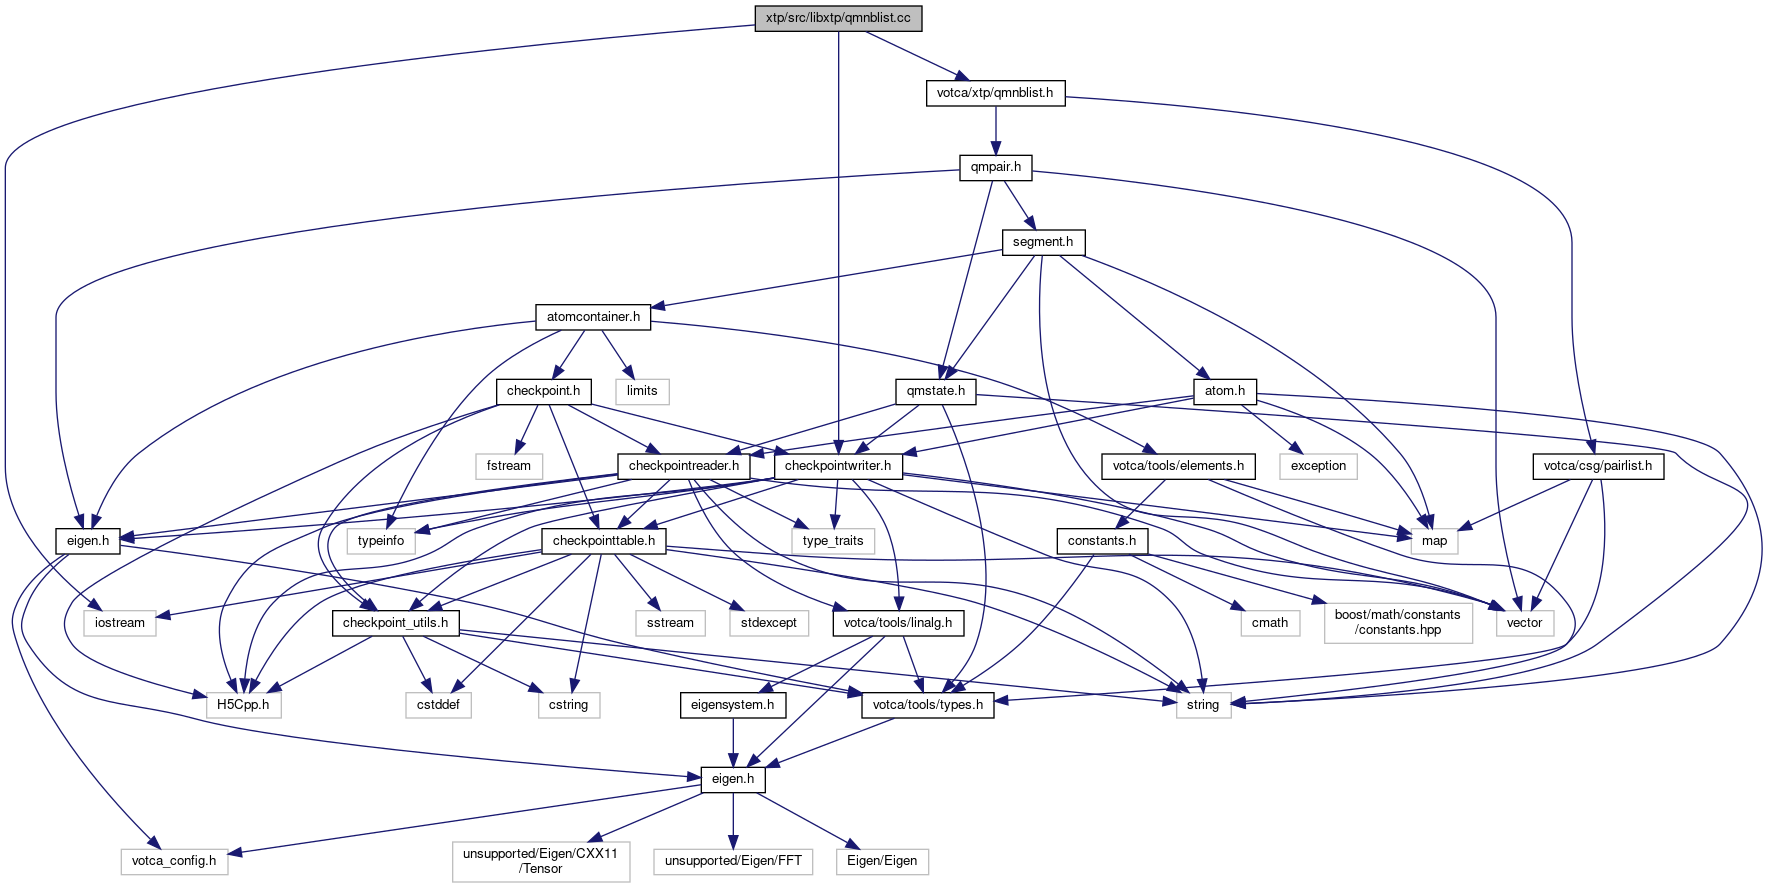 xtp/src/libxtp/qmnblist.cc
votca/xtp/qmnblist.h
qmpair.h
segment.h
atomcontainer.h
checkpoint.h
limits
qmstate.h
atom.h
fstream
checkpointreader.h
checkpointwriter.h
votca/tools/elements.h
exception
votca/csg/pairlist.h
eigen.h
typeinfo
checkpointtable.h
type_traits
constants.h
map
iostream
checkpoint_utils.h
sstream
stdexcept
votca/tools/linalg.h
cmath
boost/math/constants
/constants.hpp
vector
H5Cpp.h
cstddef
cstring
eigensystem.h
votca/tools/types.h
string
eigen.h
votca_config.h
unsupported/Eigen/CXX11
/Tensor
unsupported/Eigen/FFT
Eigen/Eigen